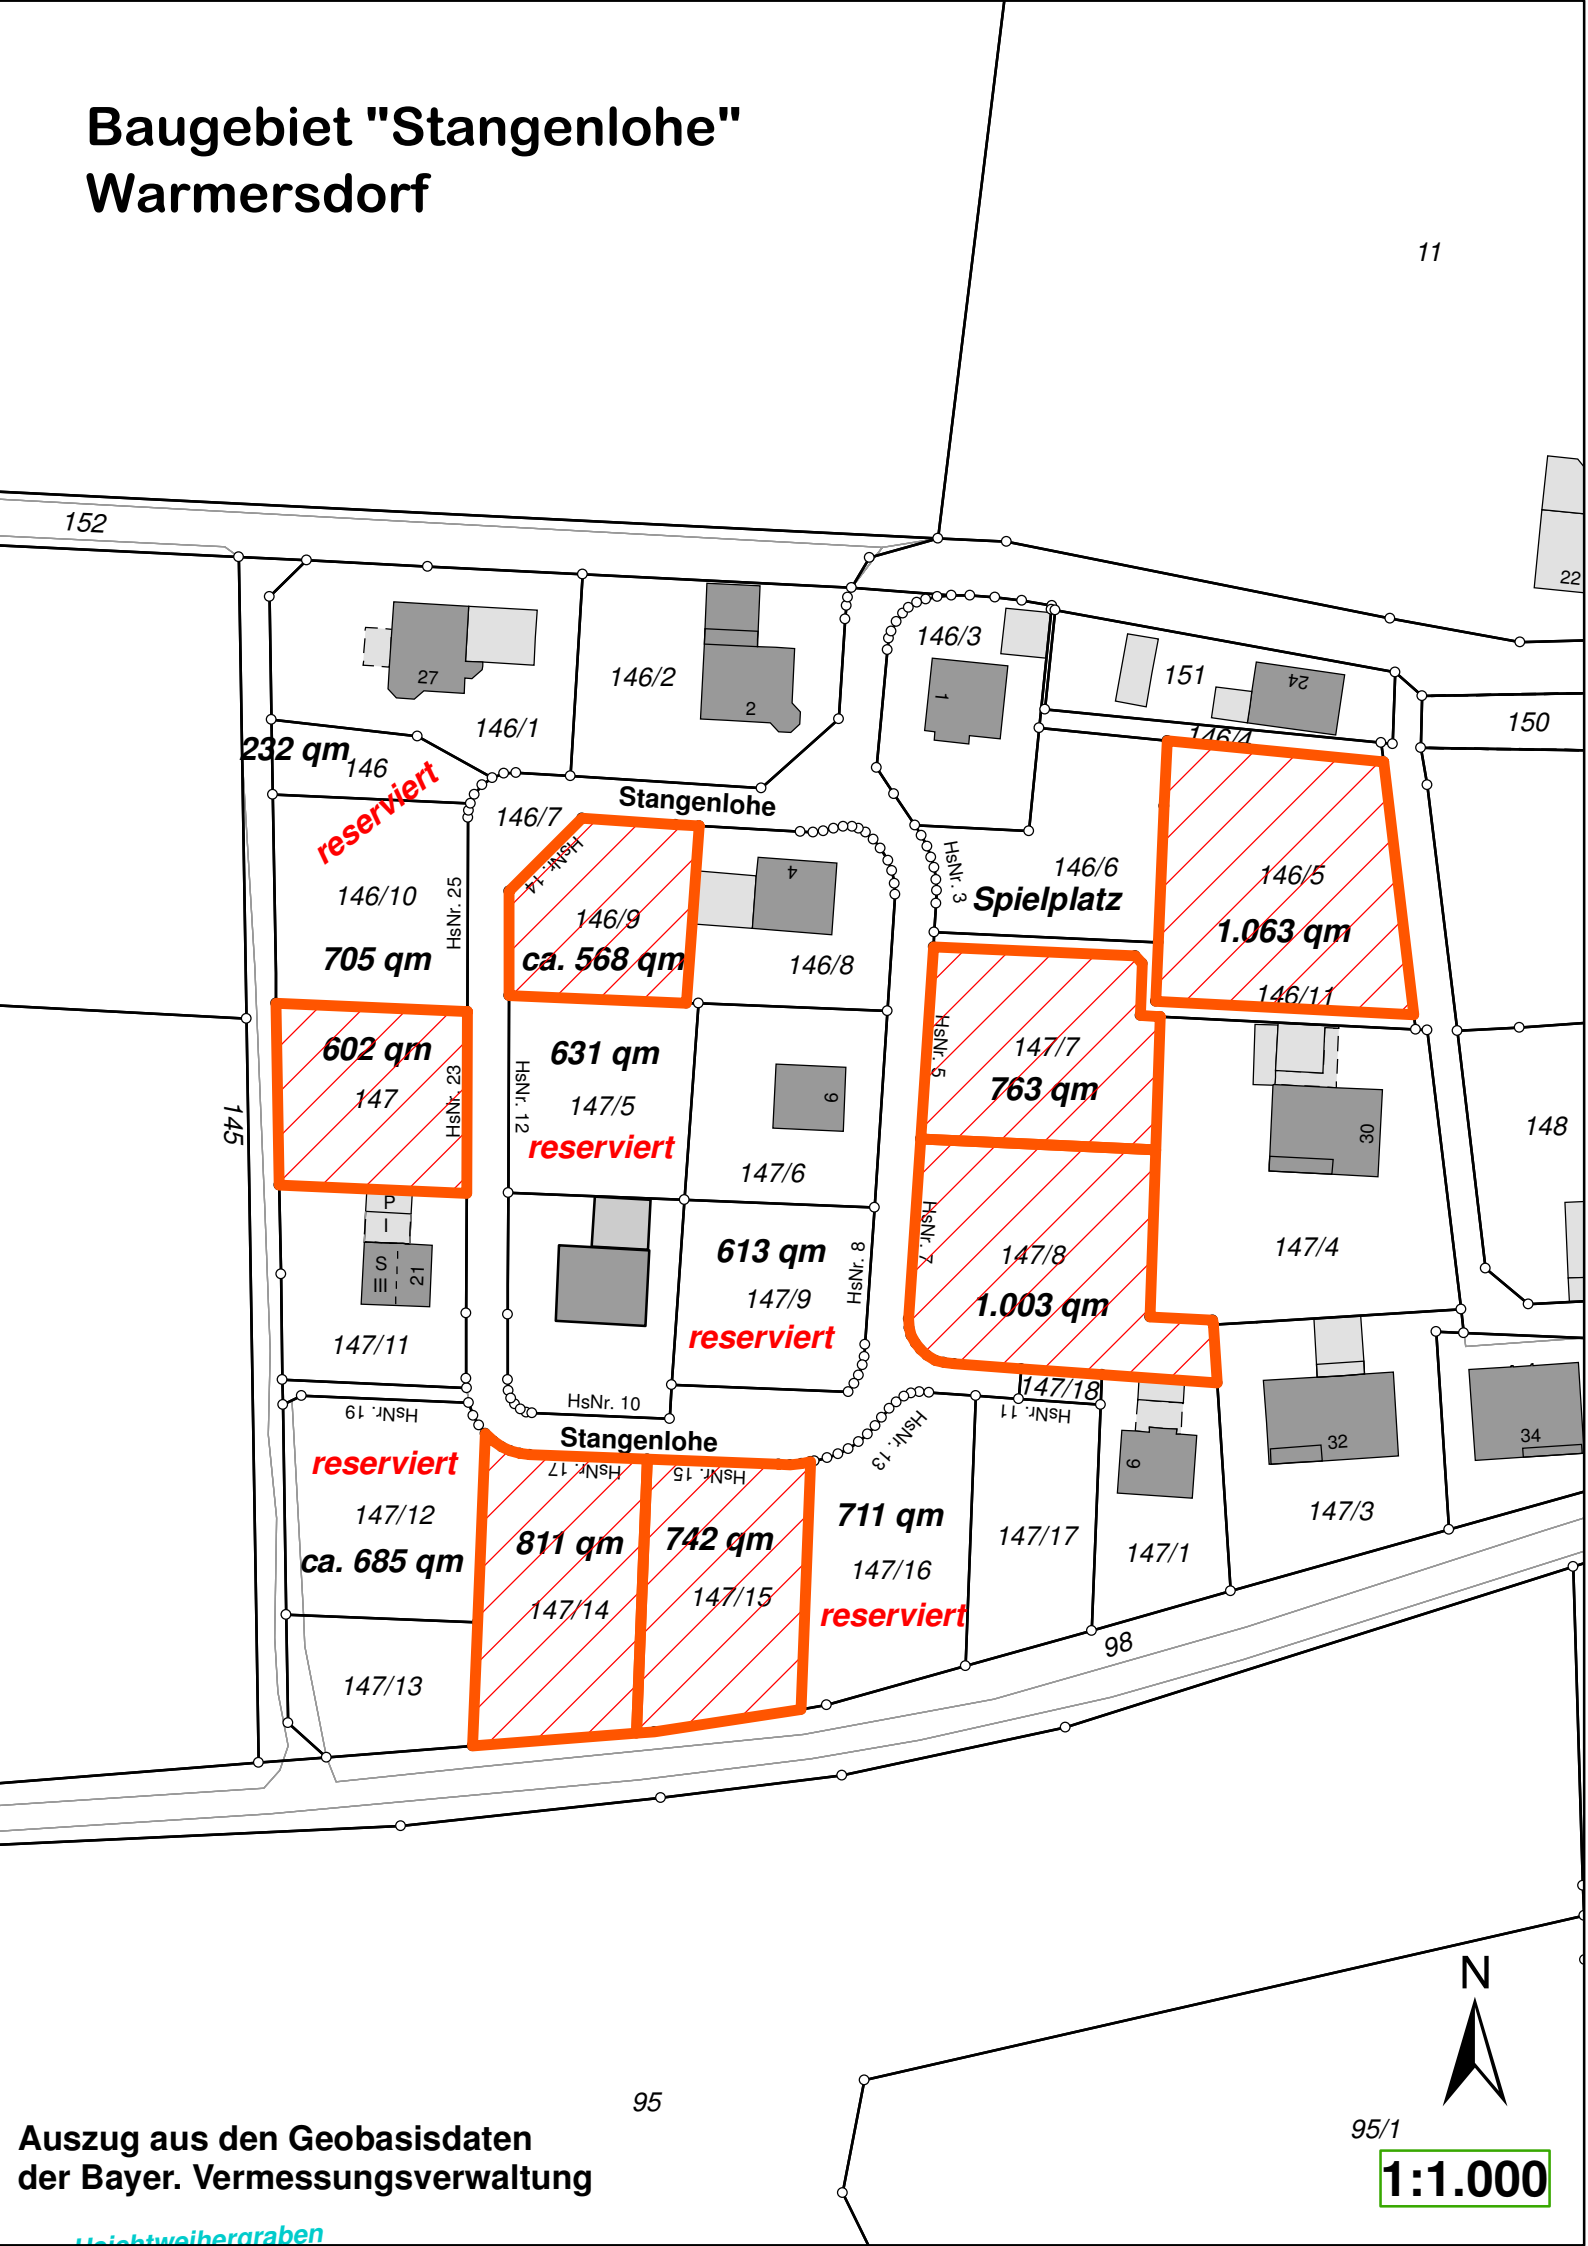 Baugebiet "Stangenlohe"
Warmersdorf
11
152
22
146/3
27
146/2
2
1
151
24
146/1
150
146/4
232 qm
146
reserviert
Stangenlohe
146/7
HsNr. 14
4
HsNr. 3
146/6
Spielplatz
146/5
1.063 qm
146/10
HsNr. 25
146/9
705 qm
ca. 568 qm
146/8
146/11
602 qm
147
HsNr. 23
631 qm
HsNr. 12
147/5
reserviert
6
147/6
HsNr. 5
147/7
763 qm
145
30
148
P
I
S
III
21
613 qm
147/9
HsNr. 8
reserviert
HsNr. 7
147/8
1.003 qm
147/4
147/11
147/18
HsNr. 19
HsNr. 10
HsNr. 11
Stangenlohe
HsNr. 13
reserviert
HsNr. 17
HsNr. 15
9
32
34
147/12
ca. 685 qm
811 qm
742 qm
711 qm
147/16
reserviert
147/17
147/1
147/3
147/14
147/15
98
147/13
N
95
95/1
Auszug aus den Geobasisdaten
der Bayer. Vermessungsverwaltung
1:1.000